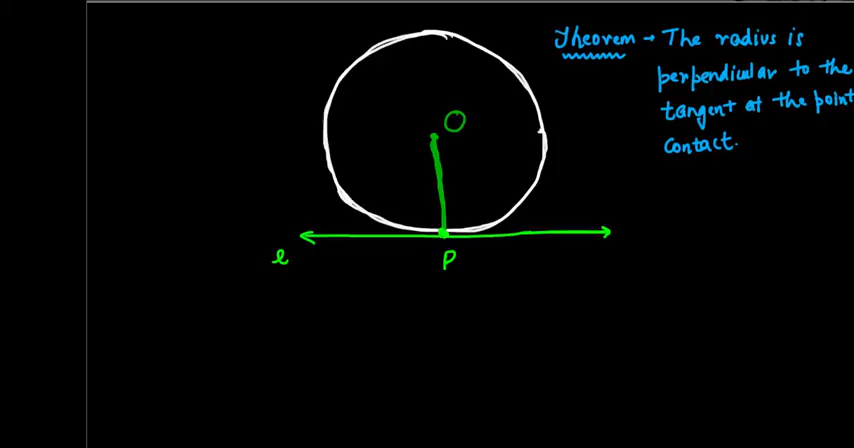 Theorem → The radius is
perpendicular to the
tangent at the point
contact.
O
l
P